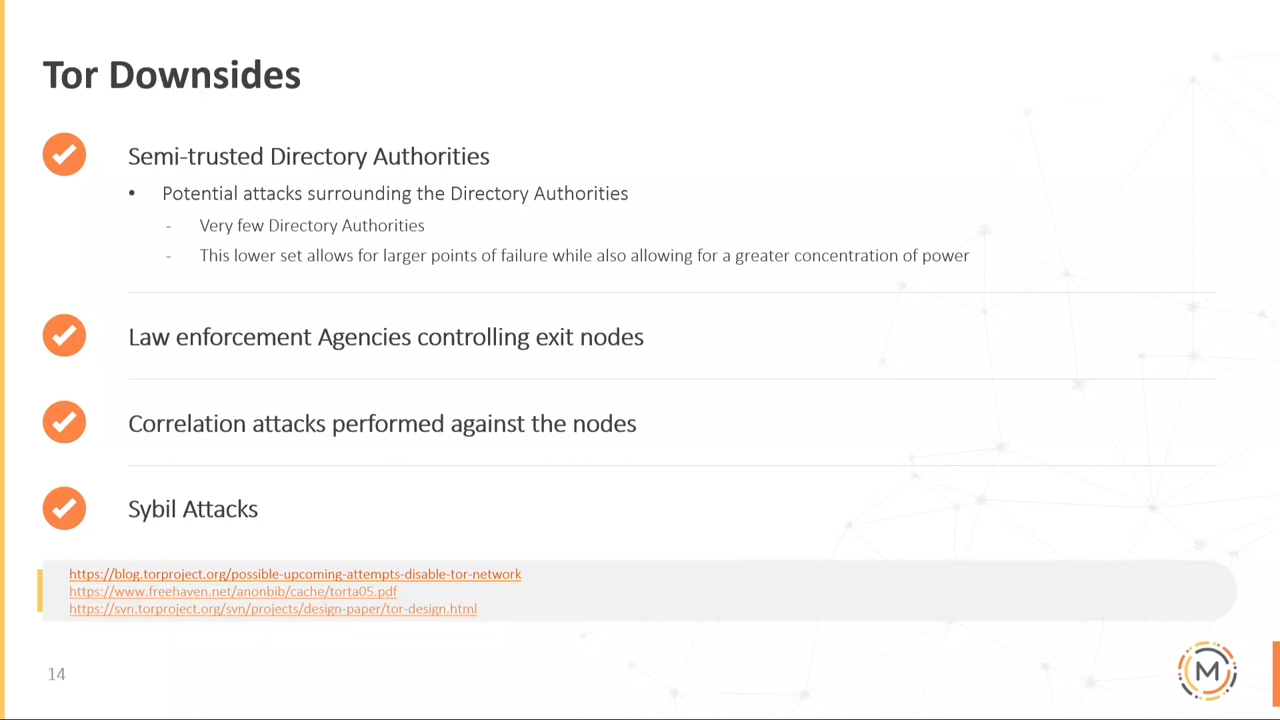 Tor Downsides
Semi-trusted Directory Authorities
• Potential attacks surrounding the Directory Authorities
- Very few Directory Authorities
- This lower set allows for larger points of failure while also allowing for a greater concentration of power
Law enforcement Agencies controlling exit nodes
Correlation attacks performed against the nodes
Sybil Attacks
https://blog.torproject.org/possible-upcoming-attempts-disable-tor-network
https://www.freehaven.net/anonbib/cache/torta05.pdf
https://svn.torproject.org/svn/projects/design-paper/tor-design.html
14
M